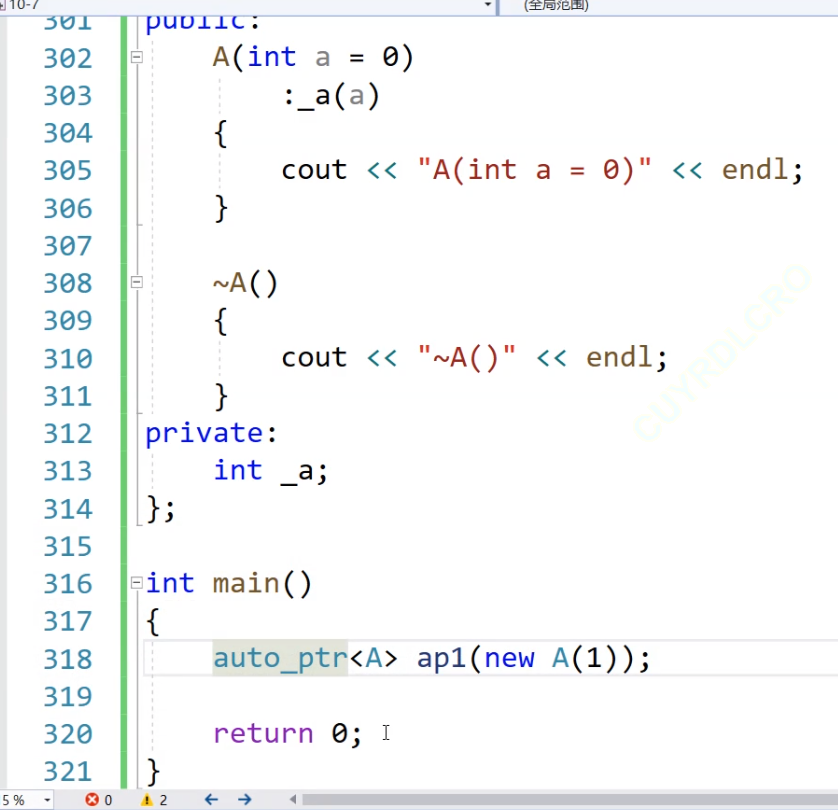 10-7 (全局范围)
301 public:
302 A(int a = 0)
303 :_a(a)
304 {
305 cout << "A(int a = 0)" << endl;
306 }
307
308 ~A()
309 {
310 cout << "~A()" << endl;
311 }
312 private:
313 int _a;
314 };
315
316 int main()
317 {
318 auto_ptr<A> ap1(new A(1));
319
320 return 0;
321 }
5 % 0 2
CUYRDLCRO